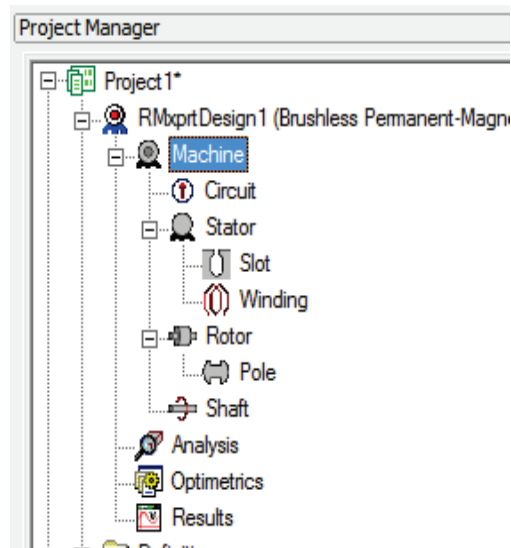 Project Manager
Project1*
RMxprtDesign1 (Brushless Permanent-Magne
Machine
Circuit
Stator
Slot
Winding
Rotor
Pole
Shaft
Analysis
Optimetrics
Results